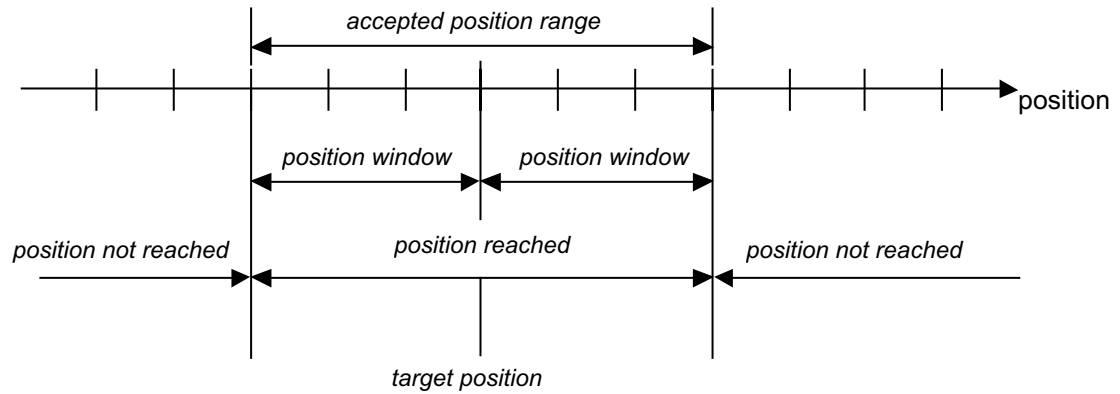 accepted position range
position
position window position window
position not reached position reached position not reached
target position